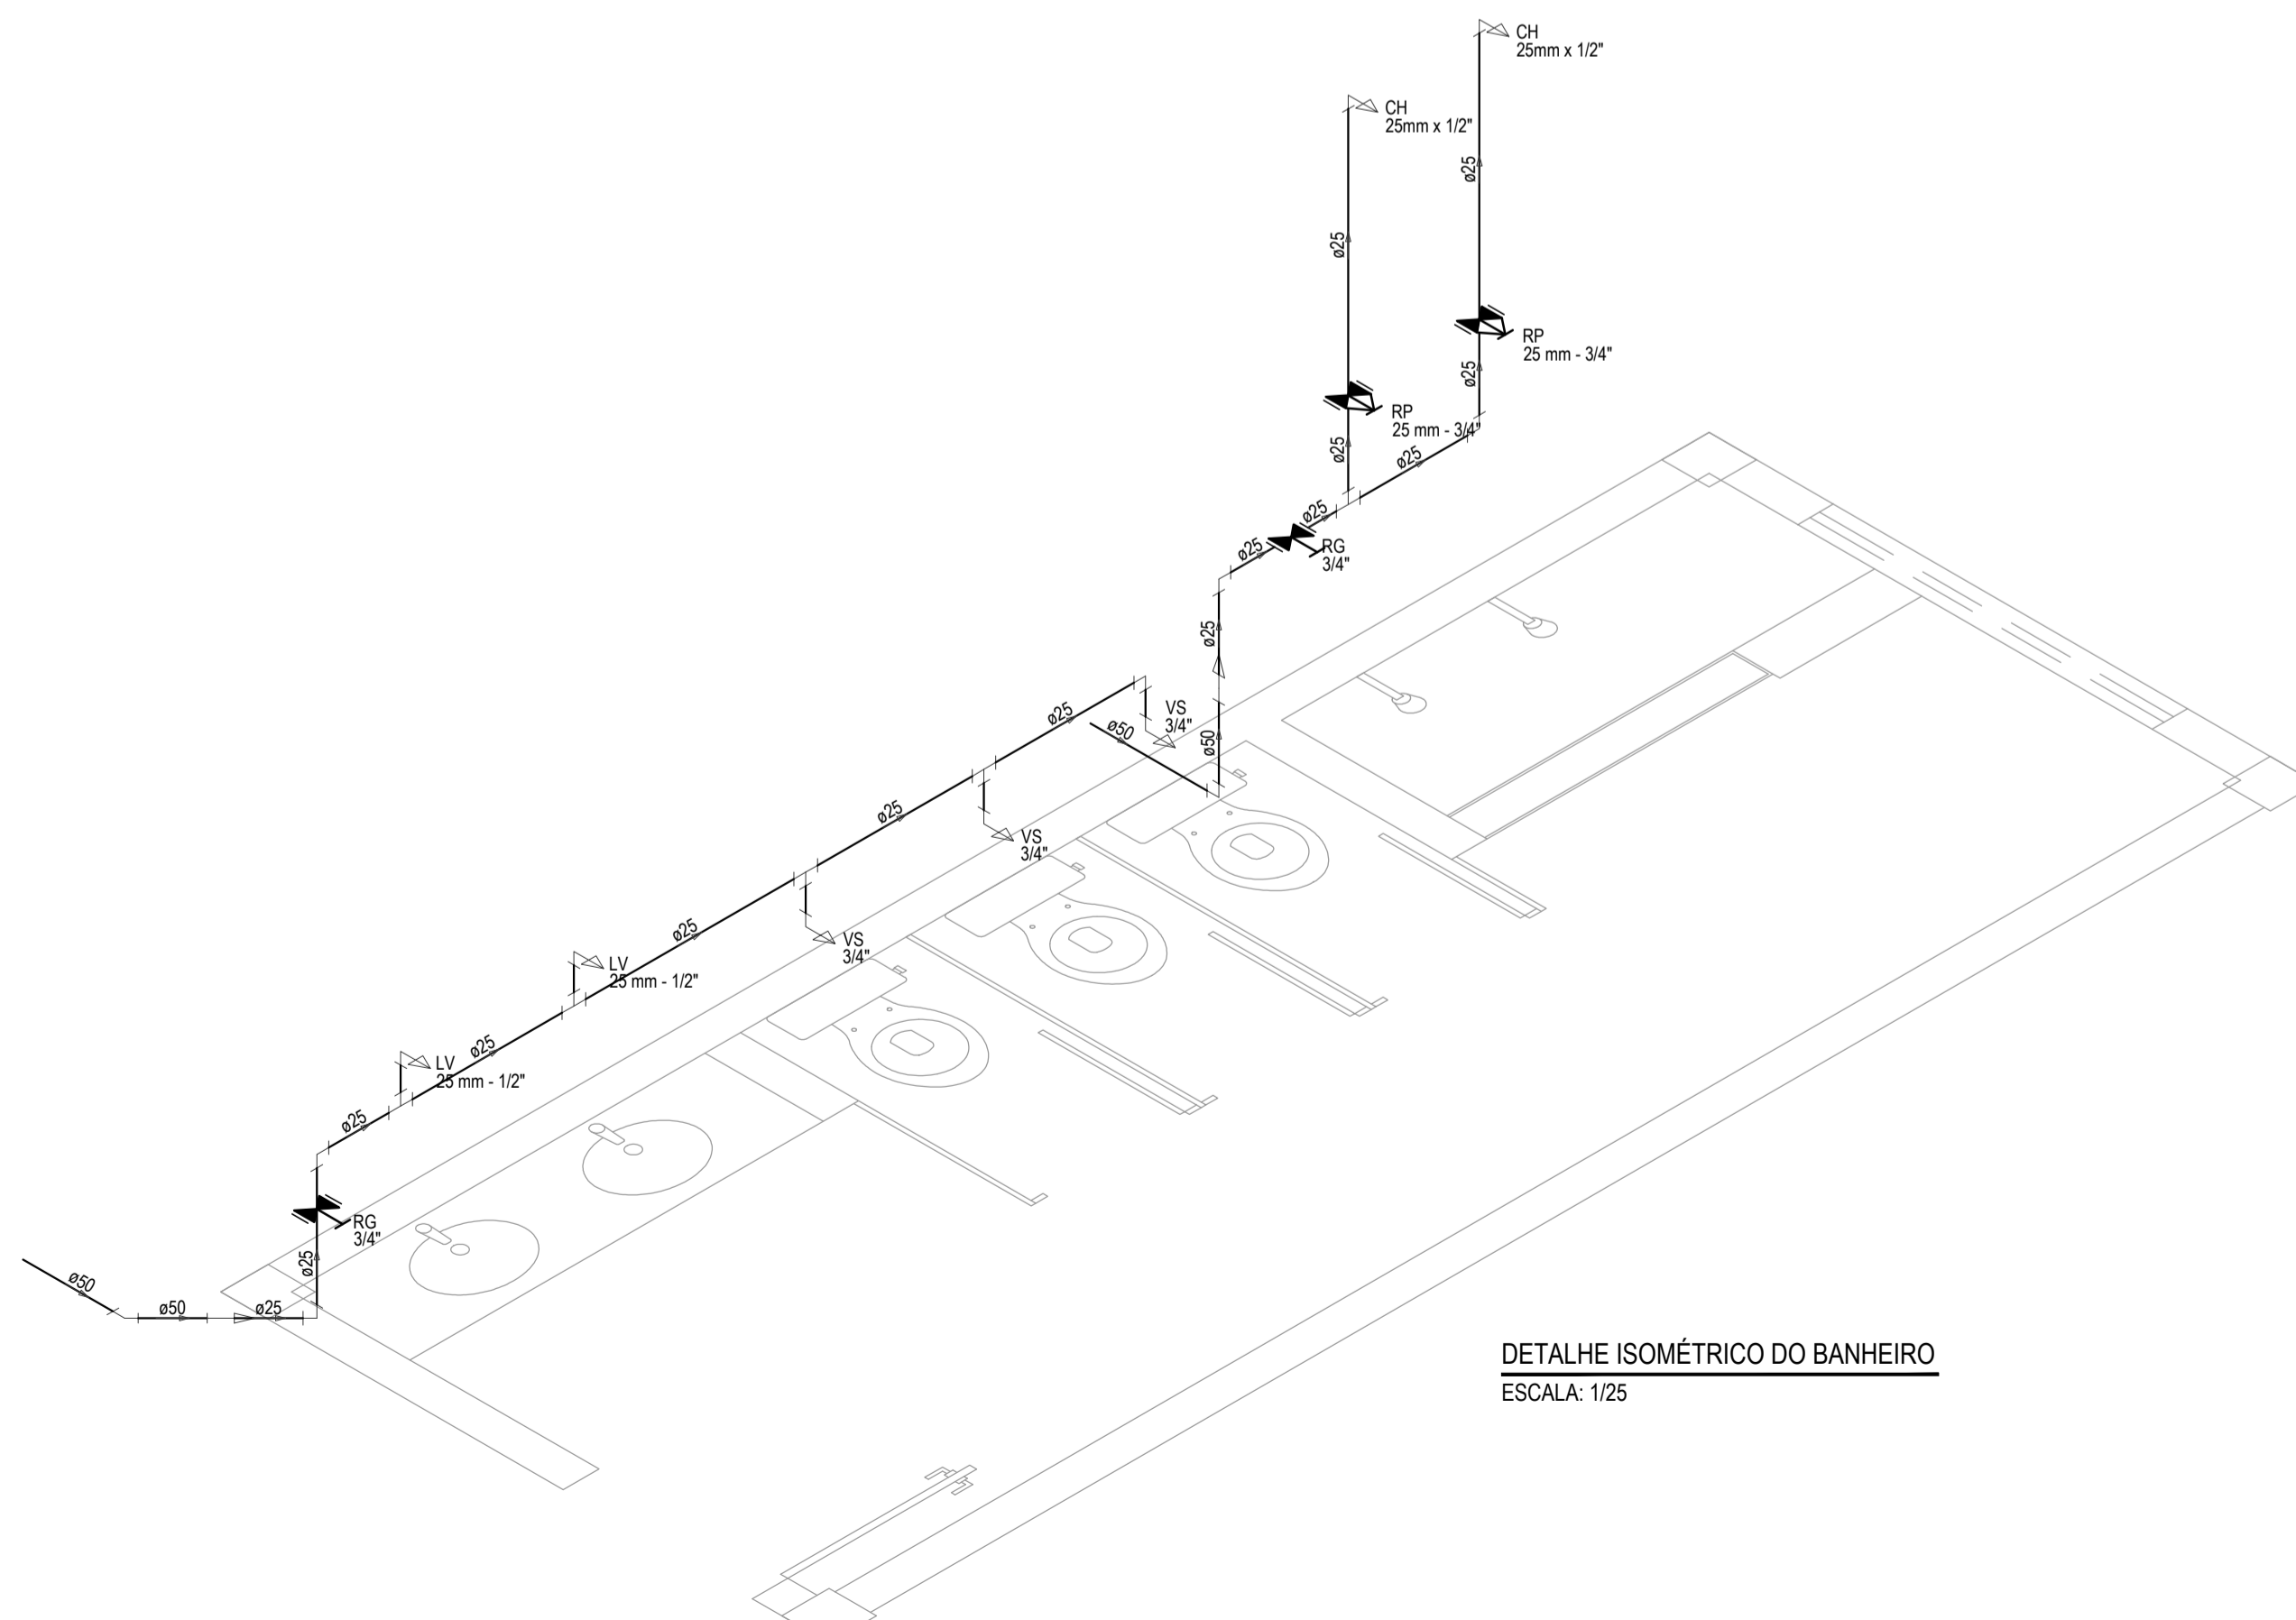 CH
25mm x 1/2"
CH
25mm x 1/2"
ø25
ø25
RP
25 mm - 3/4"
ø25
RP
25 mm - 3/4"
ø25
ø25
ø25
RG
3/4"
ø25
ø25
ø50
ø50
VS
3/4"
ø25
VS
3/4"
ø25
VS
3/4"
ø25
LV
25 mm - 1/2"
ø25
LV
25 mm - 1/2"
ø25
RG
3/4"
ø25
ø50
ø50
ø25
DETALHE ISOMÉTRICO DO BANHEIRO
ESCALA: 1/25